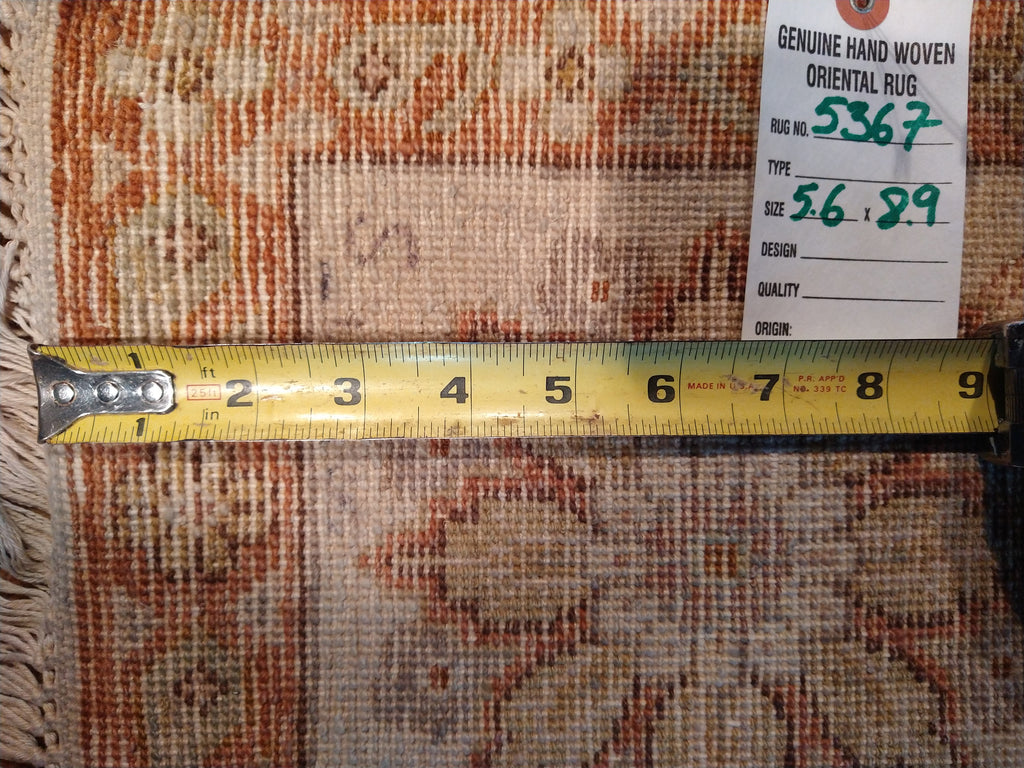 GENUINE HAND WOVEN
ORIENTAL RUG
RUG NO. 5367
TYPE
SIZE 5.6 x 8.9
DESIGN
QUALITY
ORIGIN:
1 ft
25ft 2 3 4 5 6 MADE IN U.S.A. 7 P.R. APP'D 8 9
NO. 339 TC
1 in